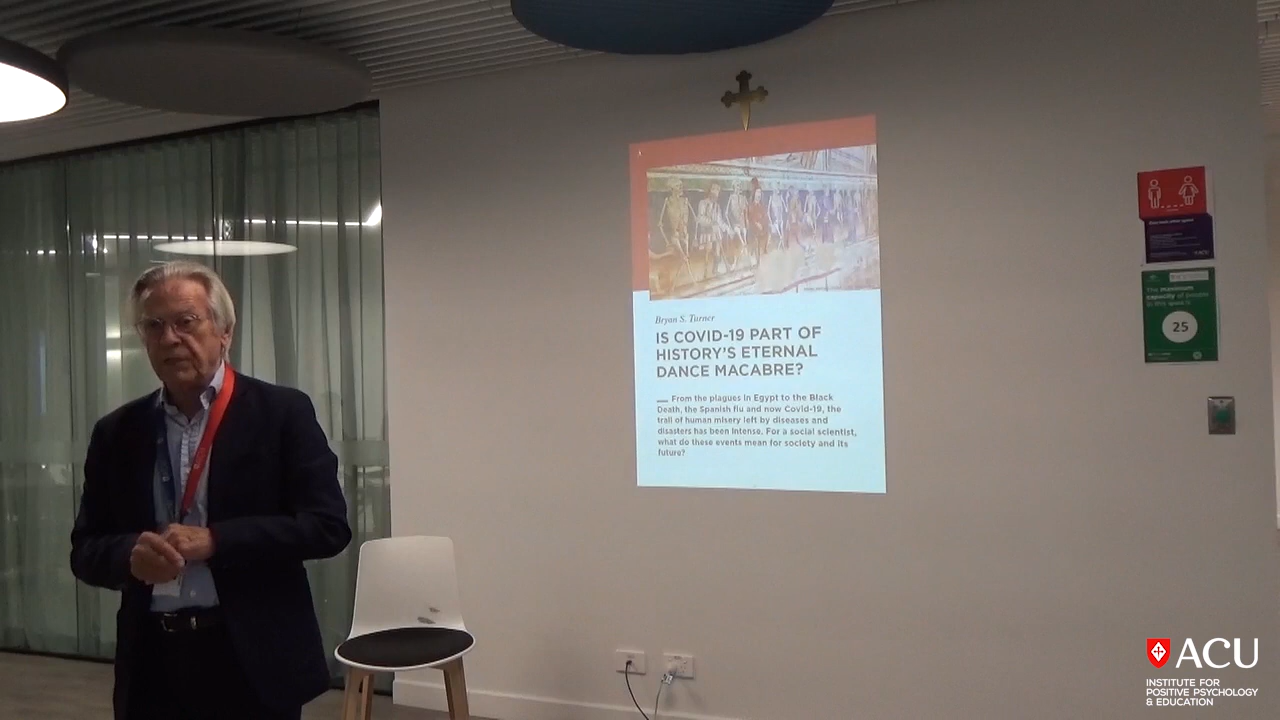 Bryan S. Turner
IS COVID-19 PART OF
HISTORY'S ETERNAL
DANCE MACABRE?
From the plagues in Egypt to the Black
Death, the Spanish flu and now Covid-19, the
trail of human misery left by diseases and
disasters has been intense. For a social scientist,
what do these events mean for society and its
future?
The maximum
capacity of people
in this space is
25
ACU
INSTITUTE FOR
POSITIVE PSYCHOLOGY
& EDUCATION